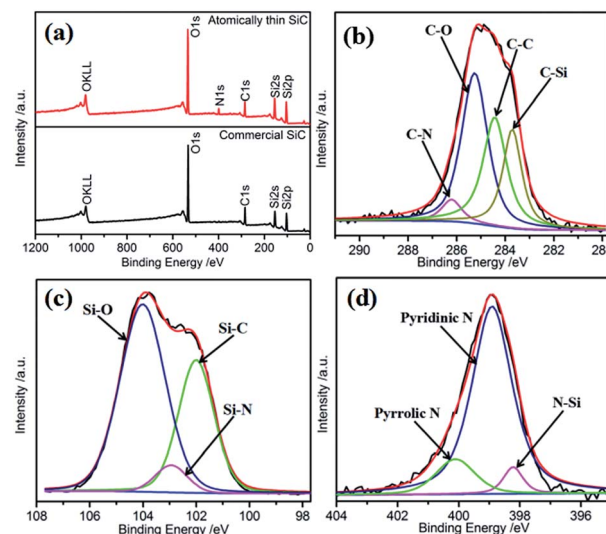 (a)
Atomically thin SiC
OKLL
O1s
N1s
C1s
Si2s
Si2p
Commercial SiC
OKLL
O1s
C1s
Si2s
Si2p
Intensity /a.u.
1200 1000 800 600 400 200 0
Binding Energy /eV
(b)
C-O
C-C
C-Si
C-N
Intensity /a.u.
290 288 286 284 282
Binding Energy /eV
(c)
Si-O
Si-C
Si-N
Intensity /a.u.
108 106 104 102 100 98
Binding Energy /eV
(d)
Pyridinic N
Pyrrolic N
N-Si
Intensity /a.u.
404 402 400 398 396
Binding Energy /eV